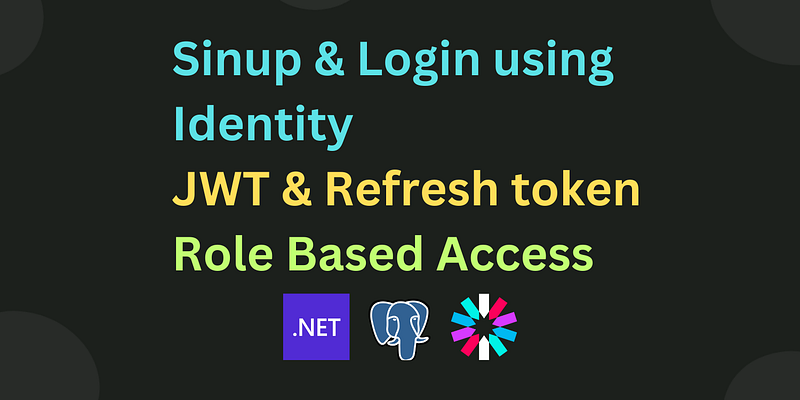 Sinup & Login using
Identity
JWT & Refresh token
Role Based Access
.NET